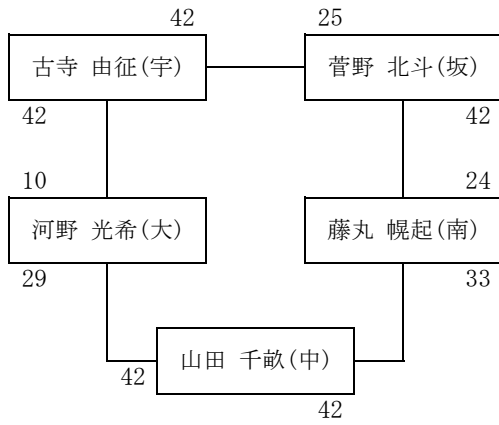 42 25
古寺 由征(宇) 菅野 北斗(坂)
42 42
10 24
河野 光希(大) 藤丸 幌起(南)
29 33
山田 千畝(中)
42
42